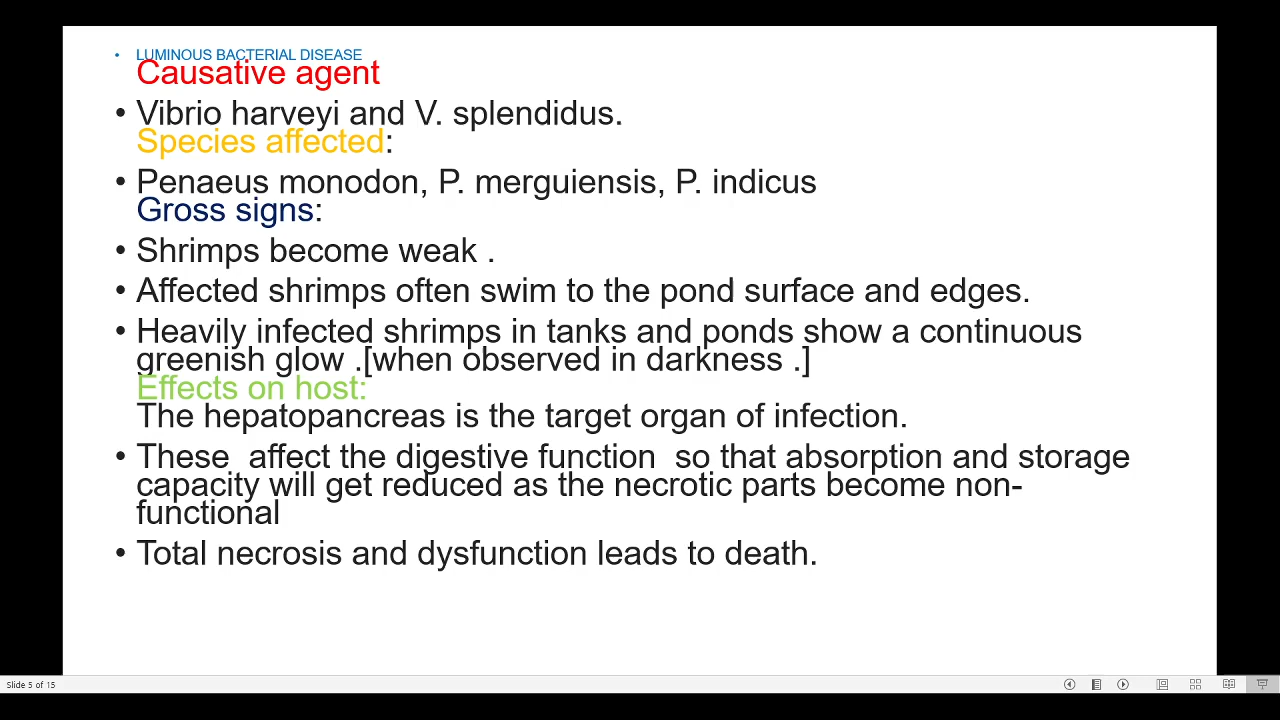 • LUMINOUS BACTERIAL DISEASE
Causative agent
• Vibrio harveyi and V. splendidus.
Species affected:
• Penaeus monodon, P. merguiensis, P. indicus
Gross signs:
• Shrimps become weak .
• Affected shrimps often swim to the pond surface and edges.
• Heavily infected shrimps in tanks and ponds show a continuous
greenish glow .[when observed in darkness .]
Effects on host:
The hepatopancreas is the target organ of infection.
• These  affect the digestive function  so that absorption and storage
capacity will get reduced as the necrotic parts become non-
functional
• Total necrosis and dysfunction leads to death.
Slide 5 of 15